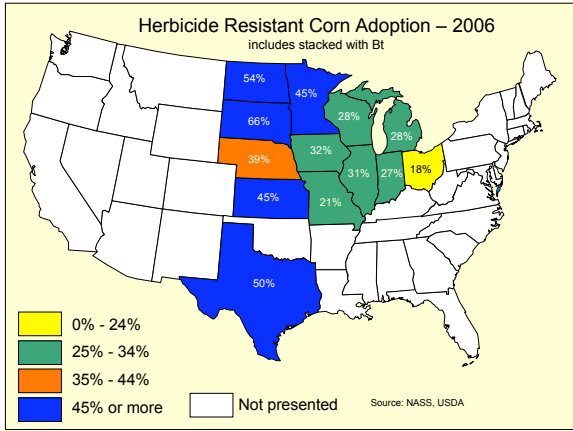 Herbicide Resistant Corn Adoption – 2006
includes stacked with Bt
54%
45%
66%
28%
28%
39%
32%
31%
27%
18%
45%
21%
50%
0% - 24%
25% - 34%
35% - 44%
45% or more
Not presented
Source: NASS, USDA